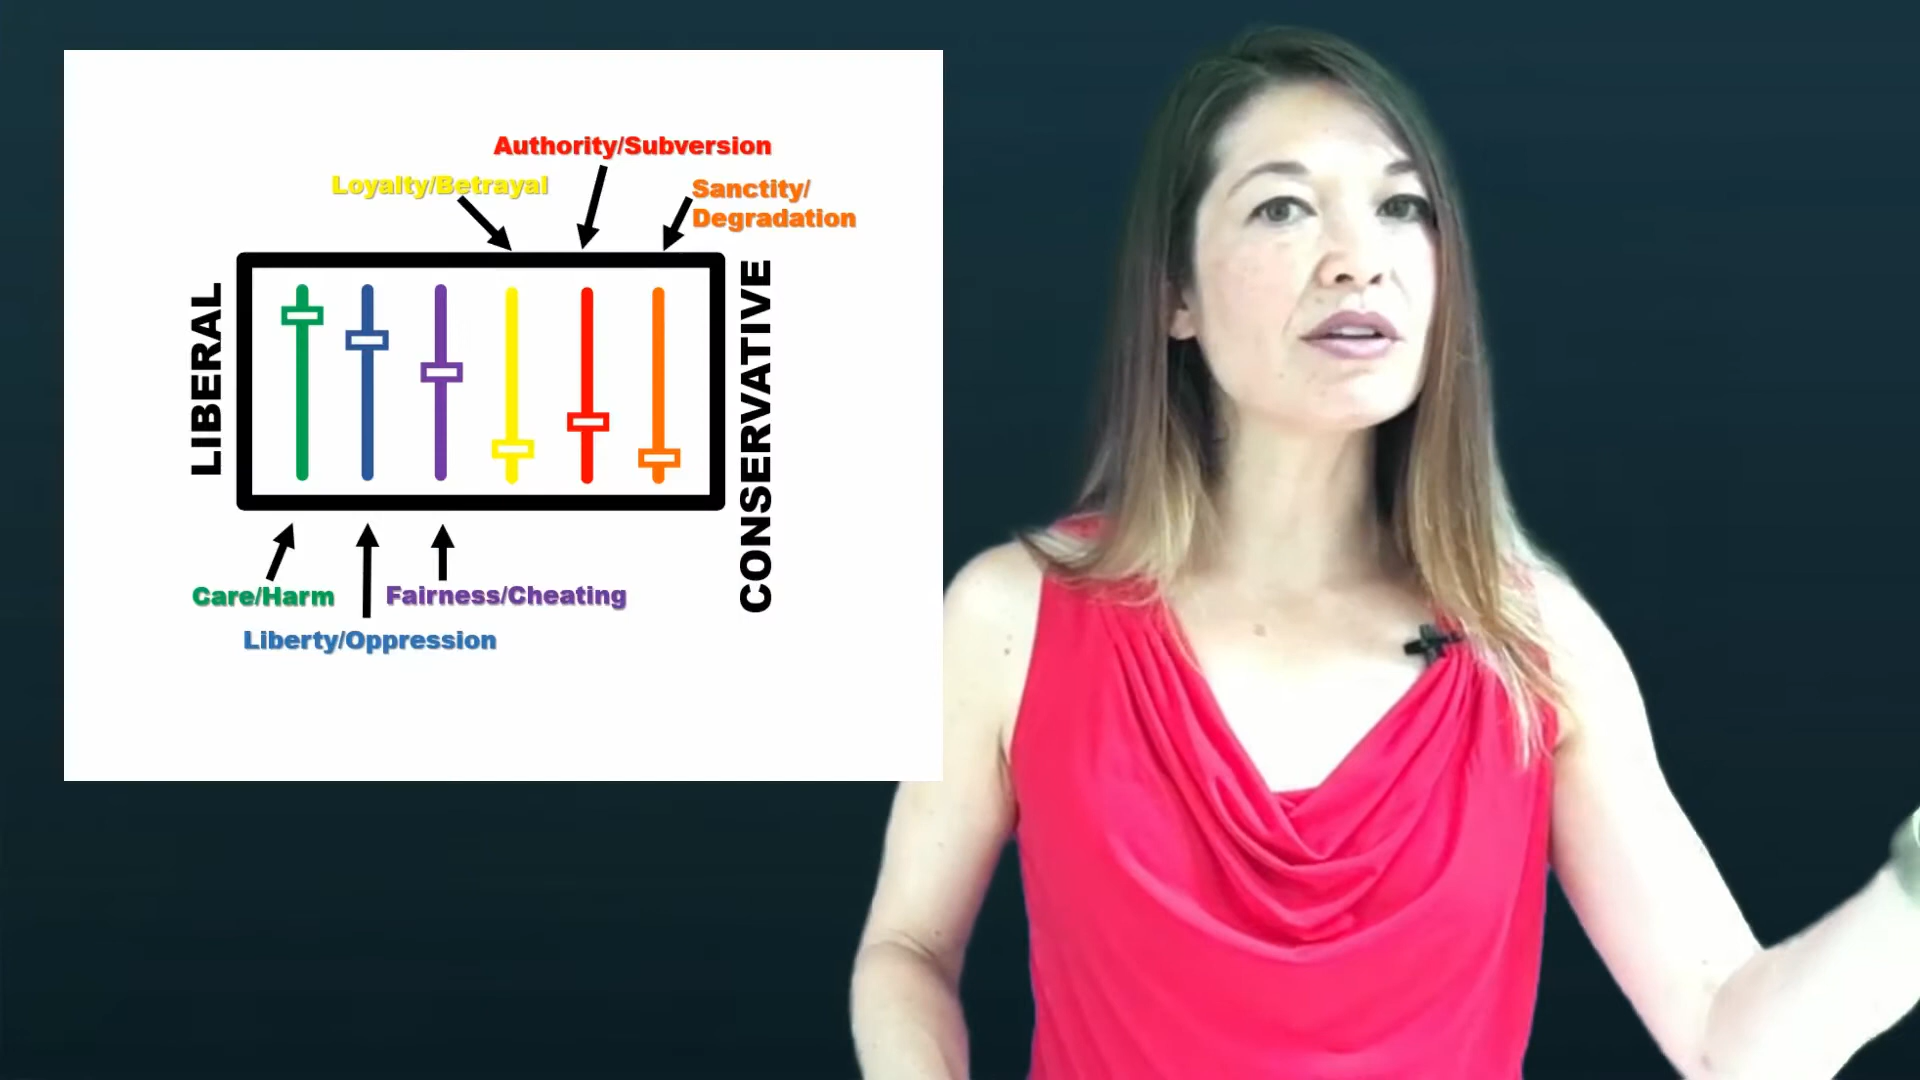 Authority/Subversion
Loyalty/Betrayal
Sanctity/
Degradation
LIBERAL
CONSERVATIVE
Care/Harm
Fairness/Cheating
Liberty/Oppression